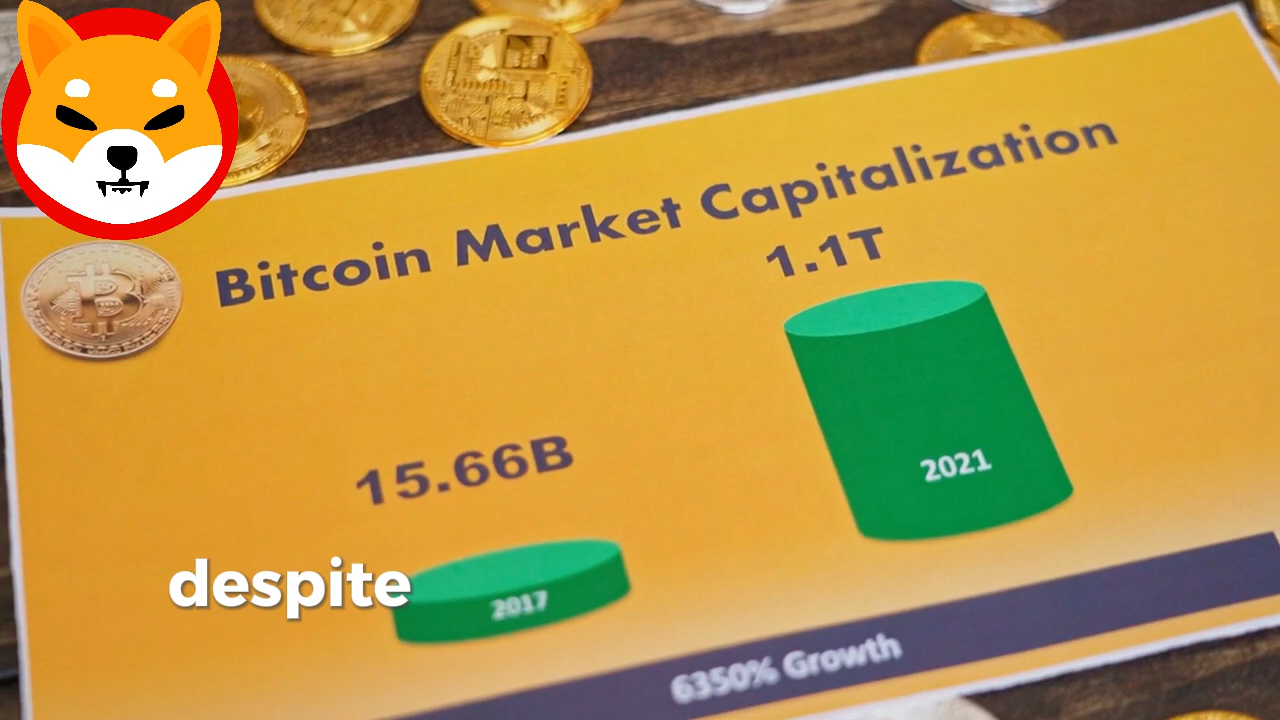 Bitcoin Market Capitalization
1.1T
15.66B
2021
despite
2017
6350% Growth